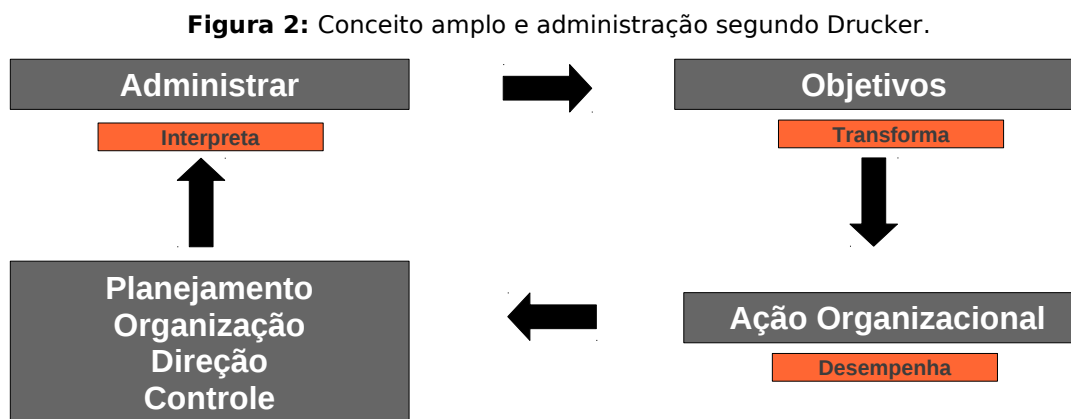 Figura 2: Conceito amplo e administração segundo Drucker.
Administrar
Objetivos
Interpreta
Transforma
Planejamento
Organização
Direção
Controle
Ação Organizacional
Desempenha